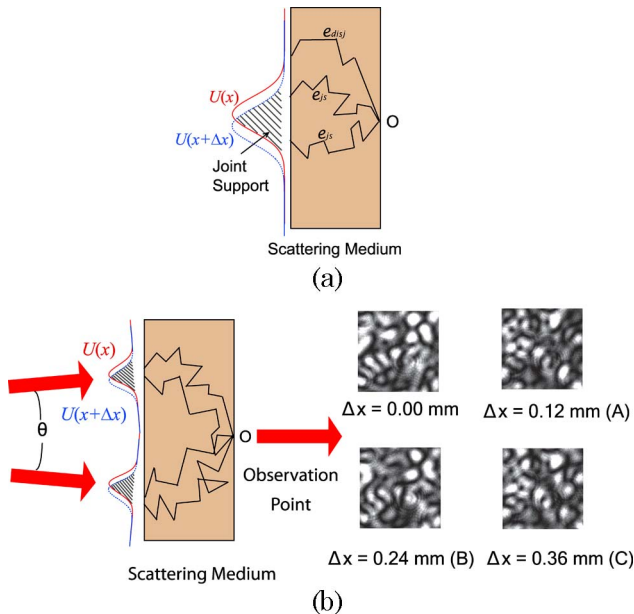 e_disj
U(x)
e_js
U(x+Δx)
e_js
O
Joint
Support
Scattering Medium
(a)
U(x)
U(x+Δx)
θ
O
Observation
Point
Scattering Medium
Δx = 0.00 mm
Δx = 0.12 mm (A)
Δx = 0.24 mm (B)
Δx = 0.36 mm (C)
(b)